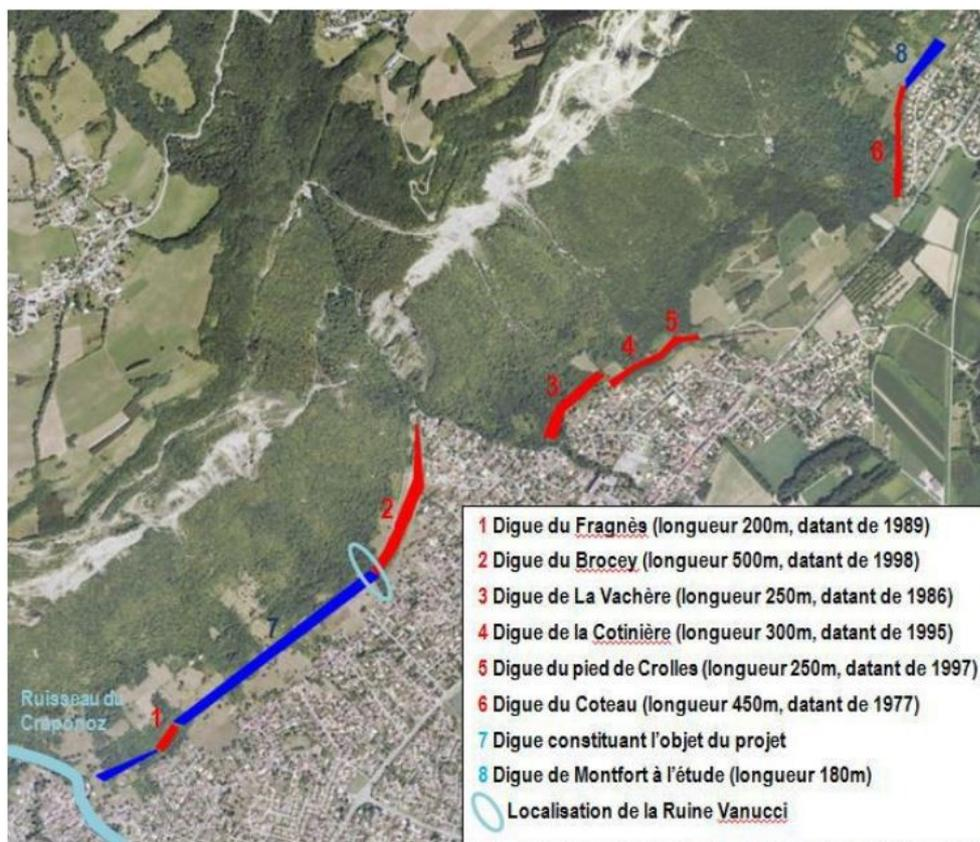 8
6
5
4
3
2
7
Ruisseau du
Craponoz
1
1 Digue du Fragnès (longueur 200m, datant de 1989)
2 Digue du Brocey (longueur 500m, datant de 1998)
3 Digue de La Vachère (longueur 250m, datant de 1986)
4 Digue de la Cotinière (longueur 300m, datant de 1995)
5 Digue du pied de Crolles (longueur 250m, datant de 1997)
6 Digue du Coteau (longueur 450m, datant de 1977)
7 Digue constituant l'objet du projet
8 Digue de Montfort à l'étude (longueur 180m)
Localisation de la Ruine Vanucci